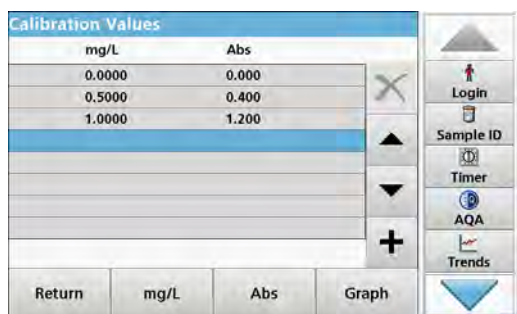 Calibration Values
mg/L Abs
0.0000 0.000
0.5000 0.400
1.0000 1.200
Return mg/L Abs Graph
Login
Sample ID
Timer
AQA
Trends